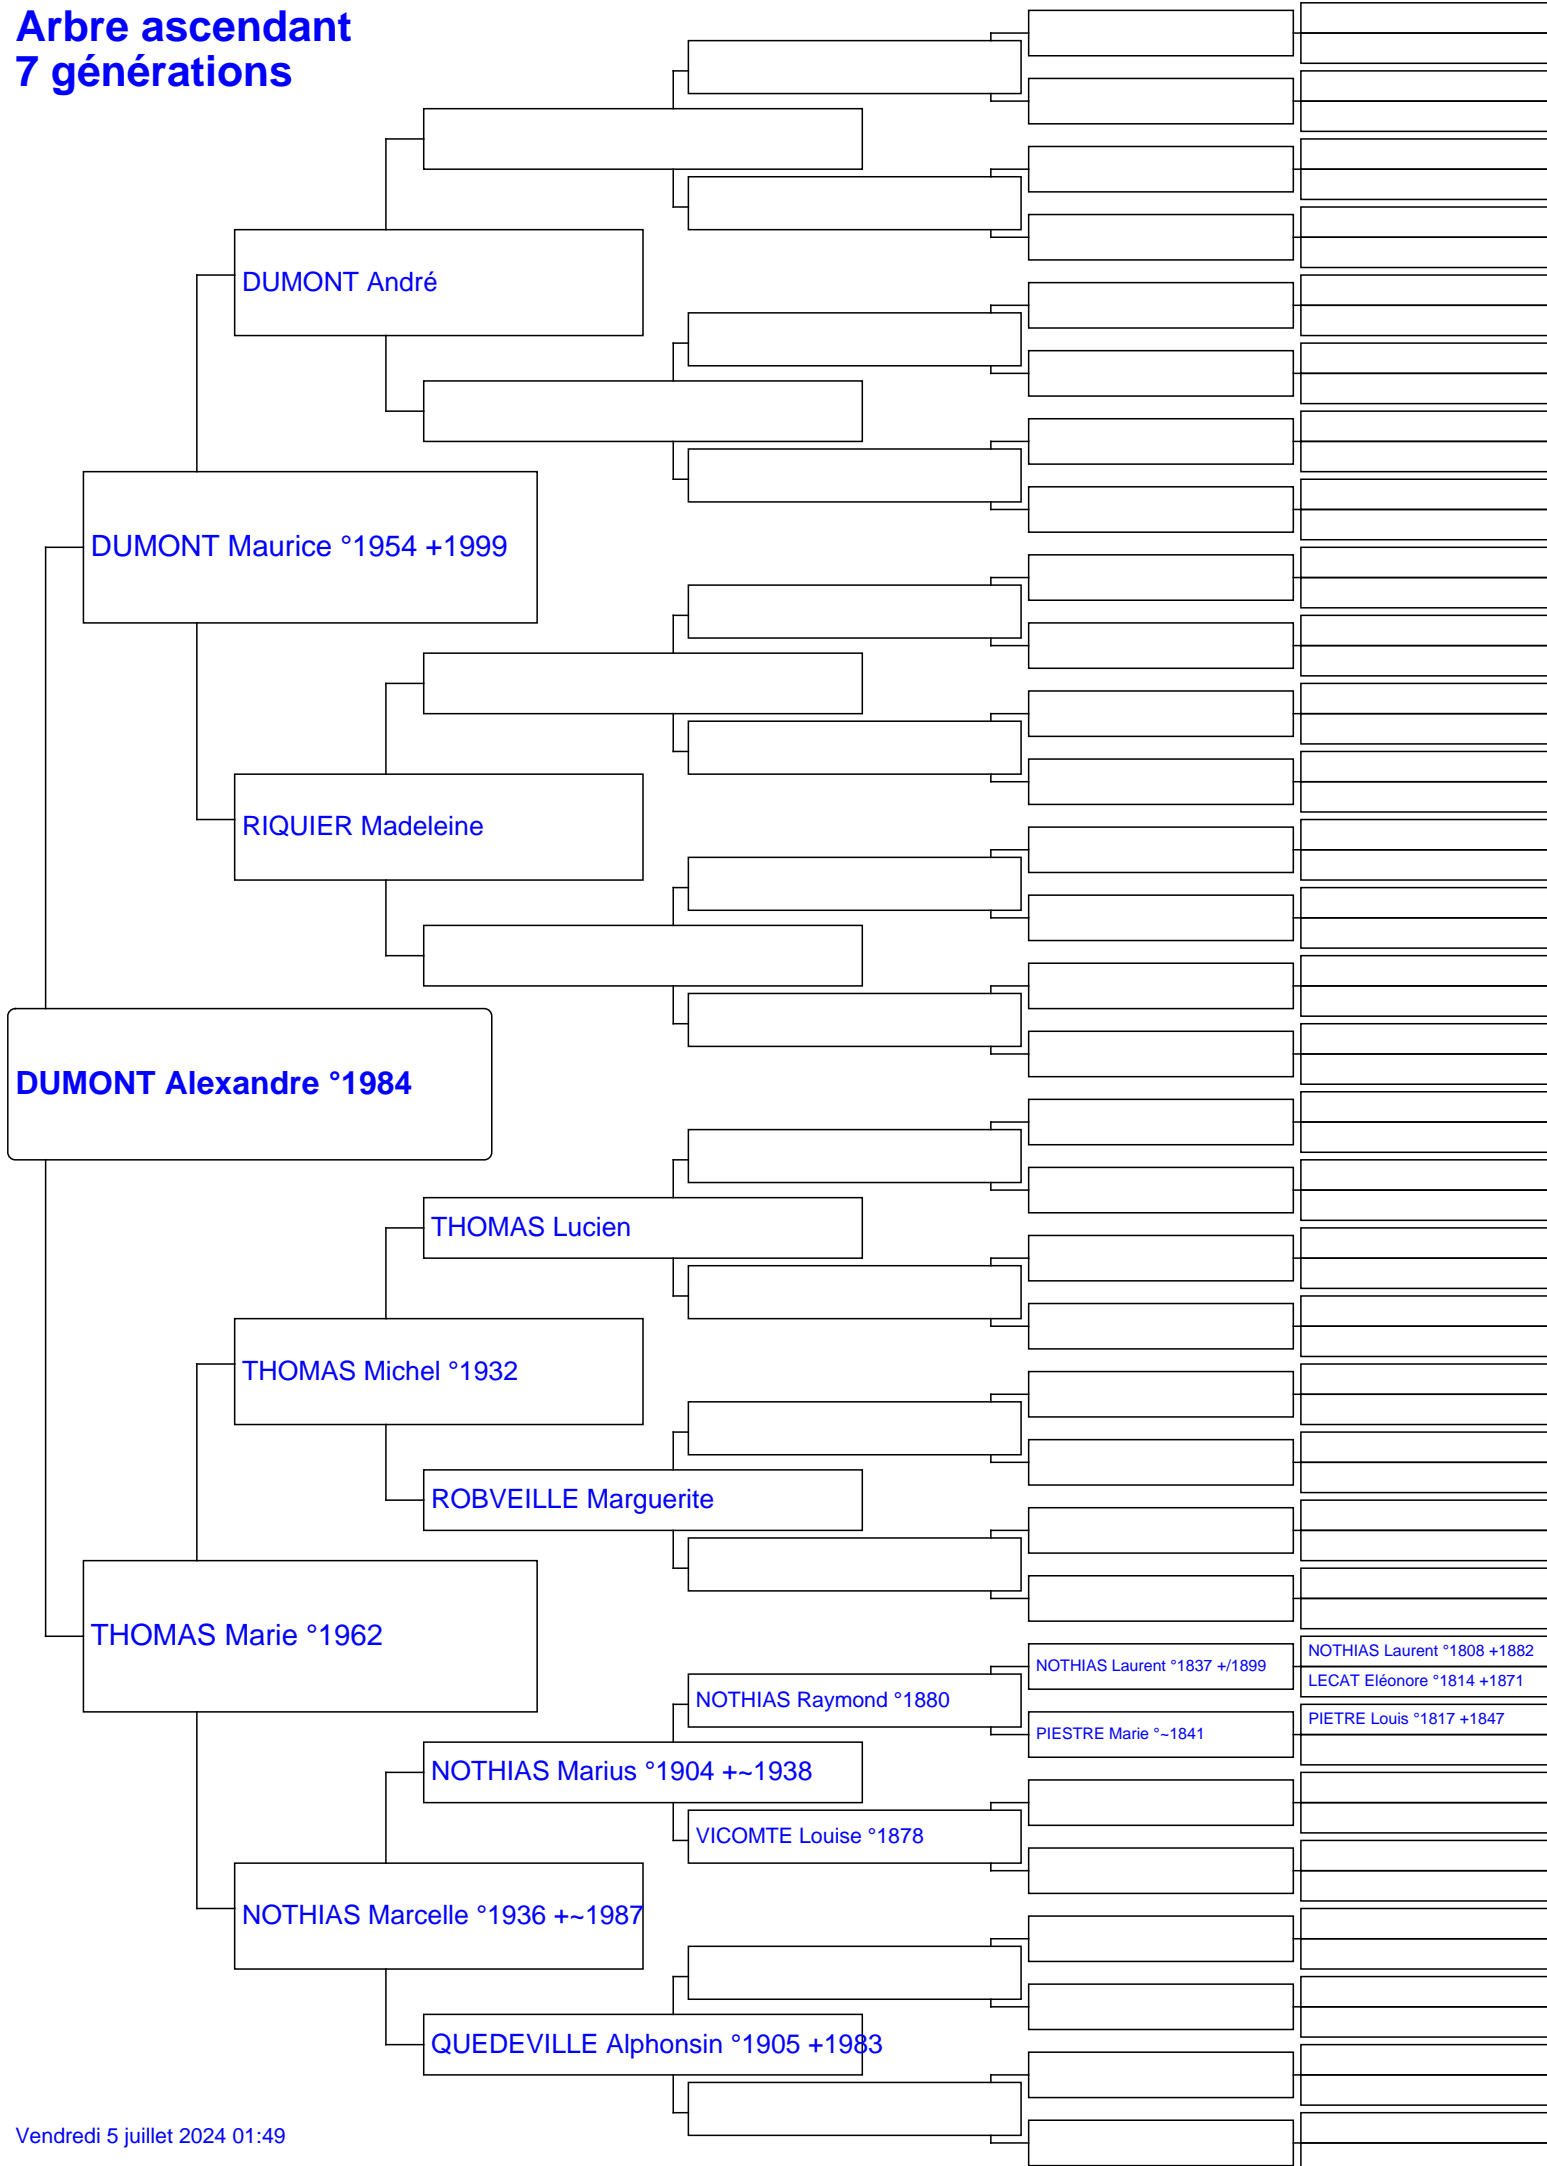 Arbre ascendant
7 générations
DUMONT André
DUMONT Maurice °1954 +1999
RIQUIER Madeleine
DUMONT Alexandre °1984
THOMAS Lucien
THOMAS Michel °1932
ROBVEILLE Marguerite
THOMAS Marie °1962
NOTHIAS Laurent °1808 +1882
NOTHIAS Laurent °1837 +/1899
LECAT Eléonore °1814 +1871
NOTHIAS Raymond °1880
PIETRE Louis °1817 +1847
PIESTRE Marie °~1841
NOTHIAS Marius °1904 +~1938
VICOMTE Louise °1878
NOTHIAS Marcelle °1936 +~1987
QUEDEVILLE Alphonsin °1905 +1983
Vendredi 5 juillet 2024 01:49